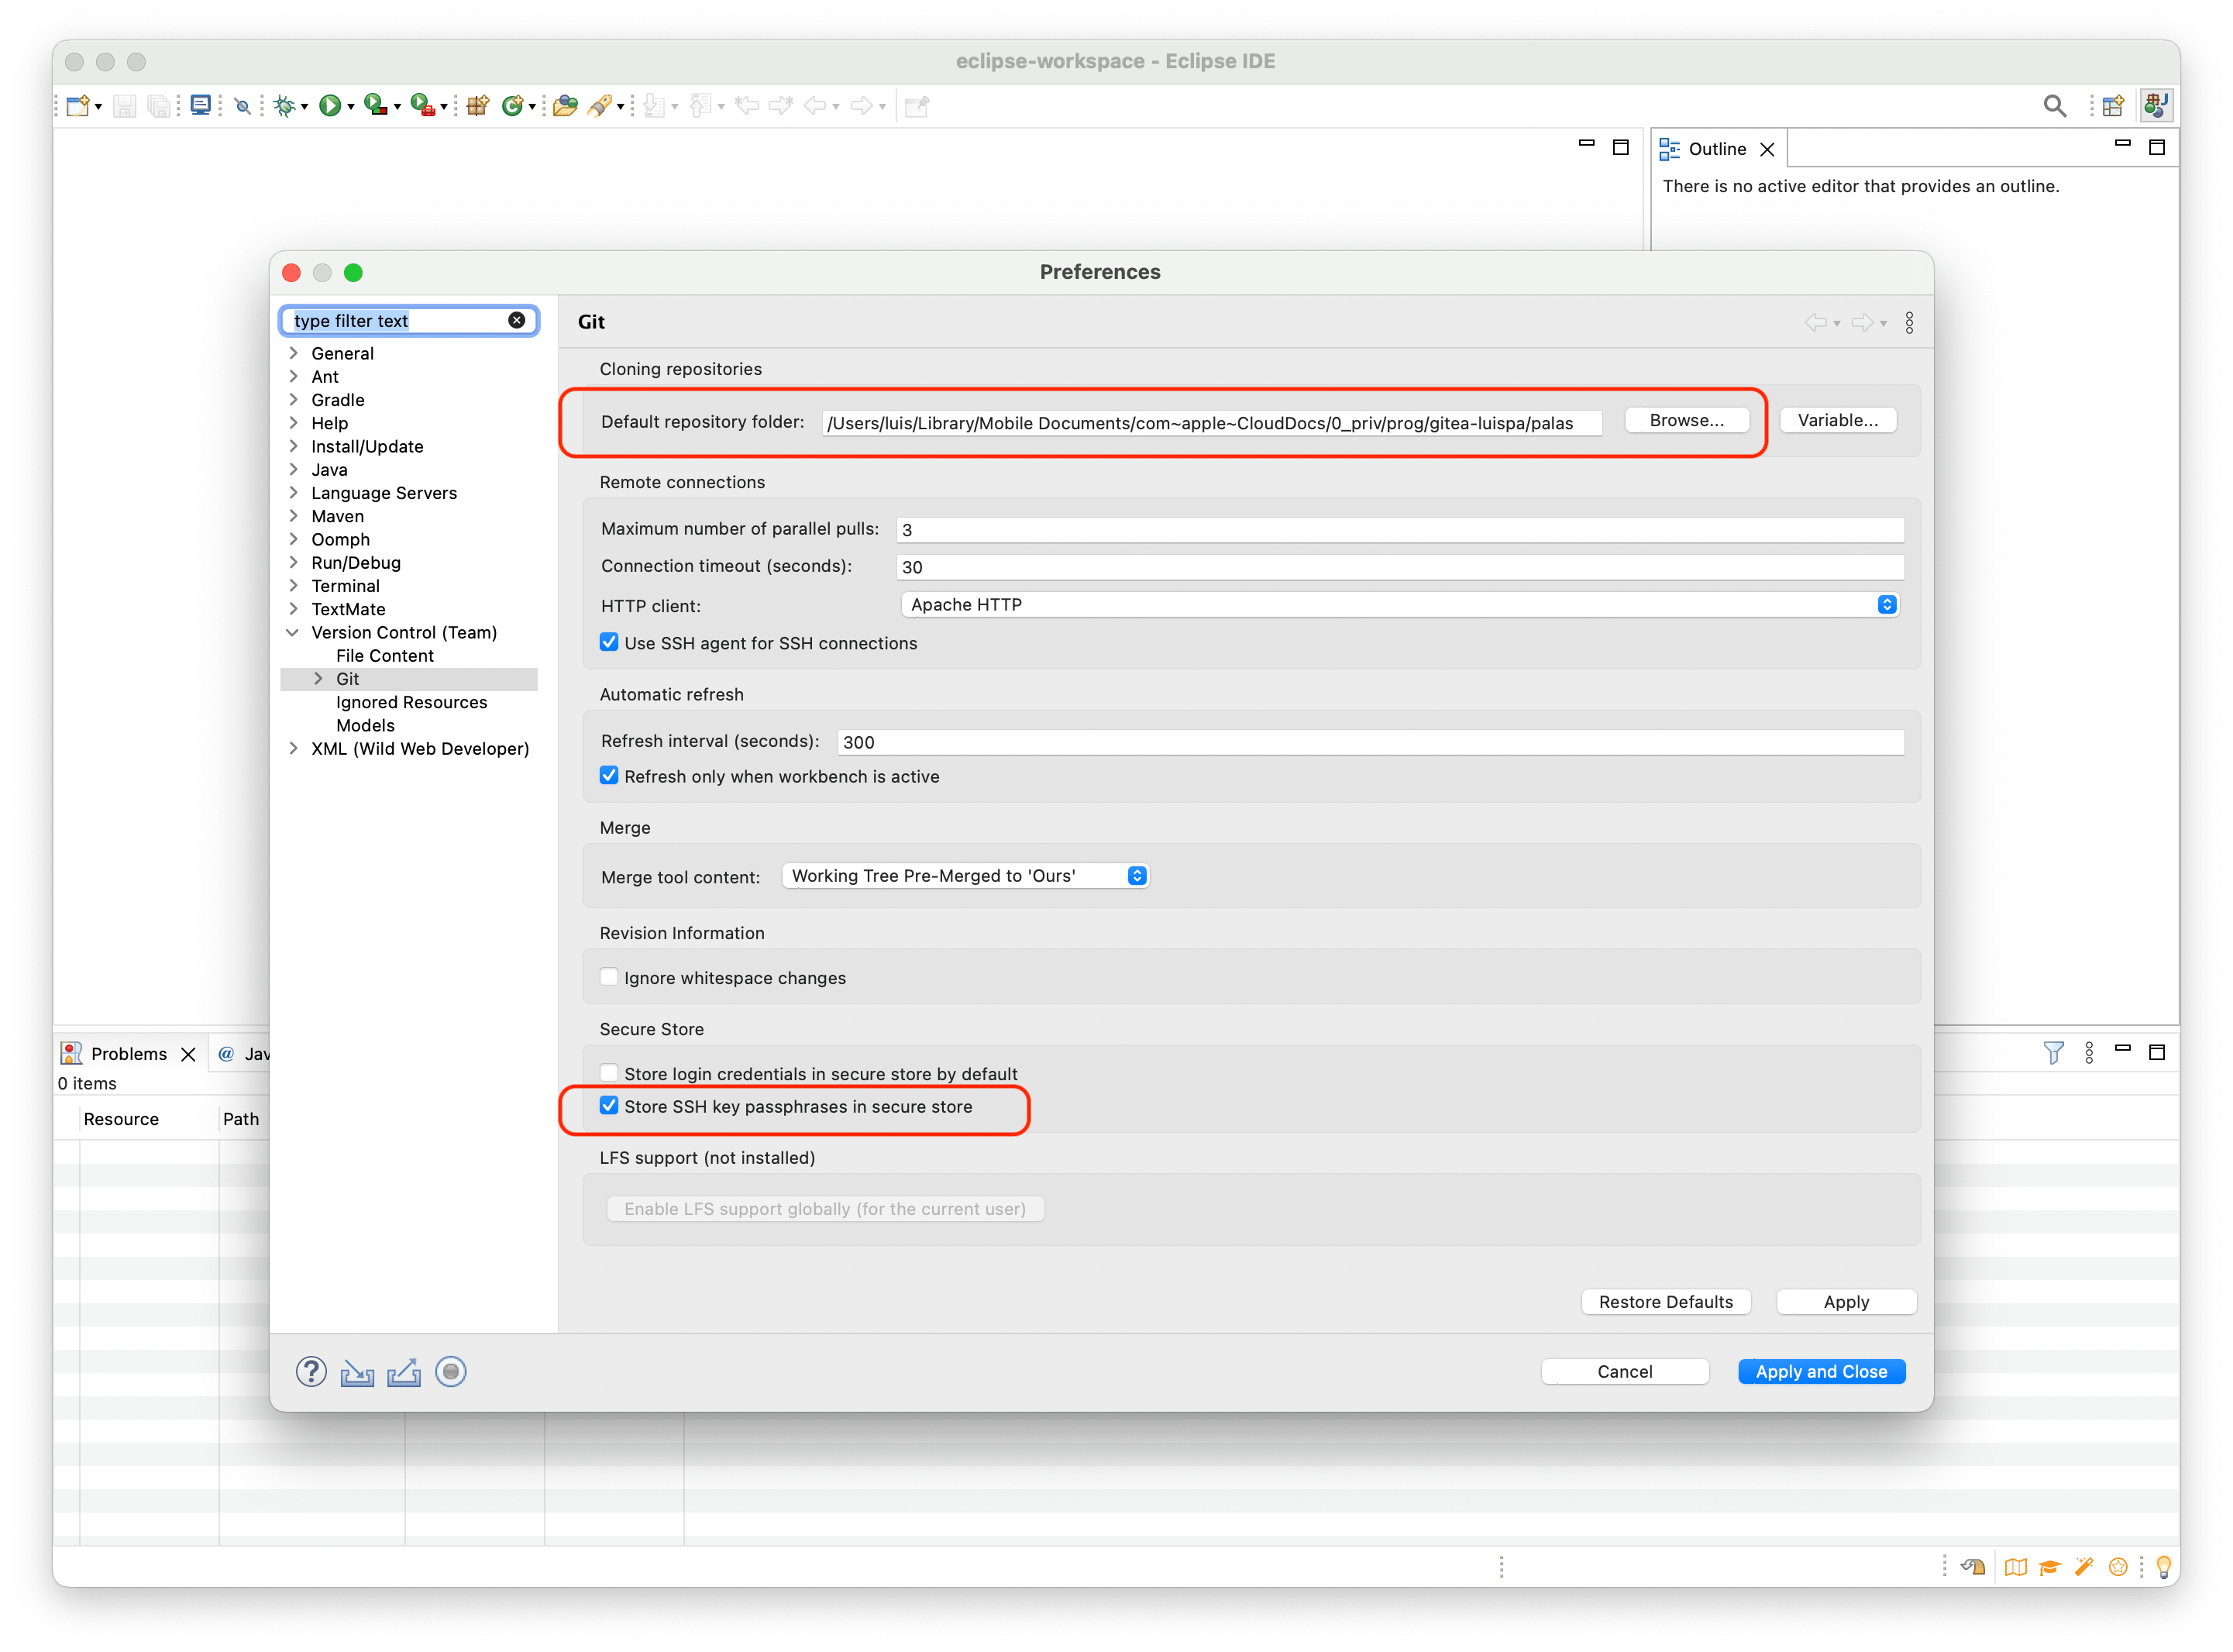 eclipse-workspace - Eclipse IDE
Outline
There is no active editor that provides an outline.
Preferences
type filter text
General
Ant
Gradle
Help
Install/Update
Java
Language Servers
Maven
Oomph
Run/Debug
Terminal
TextMate
Version Control (Team)
File Content
Git
Ignored Resources
Models
XML (Wild Web Developer)
Git
Cloning repositories
Default repository folder: /Users/luis/Library/Mobile Documents/com~apple~CloudDocs/0_priv/prog/gitea-luispa/palas Browse... Variable...
Remote connections
Maximum number of parallel pulls: 3
Connection timeout (seconds): 30
HTTP client: Apache HTTP
Use SSH agent for SSH connections
Automatic refresh
Refresh interval (seconds): 300
Refresh only when workbench is active
Merge
Merge tool content: Working Tree Pre-Merged to 'Ours'
Revision Information
Ignore whitespace changes
Secure Store
Store login credentials in secure store by default
Store SSH key passphrases in secure store
LFS support (not installed)
Enable LFS support globally (for the current user)
Restore Defaults Apply
Cancel Apply and Close
Problems @ Jav
0 items
Resource Path